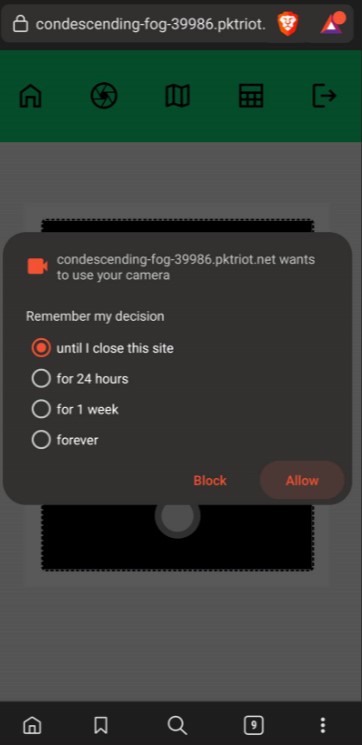 condescending-fog-39986.pktriot.
condescending-fog-39986.pktriot.net wants
to use your camera
Remember my decision
until I close this site
for 24 hours
for 1 week
forever
Block Allow
9